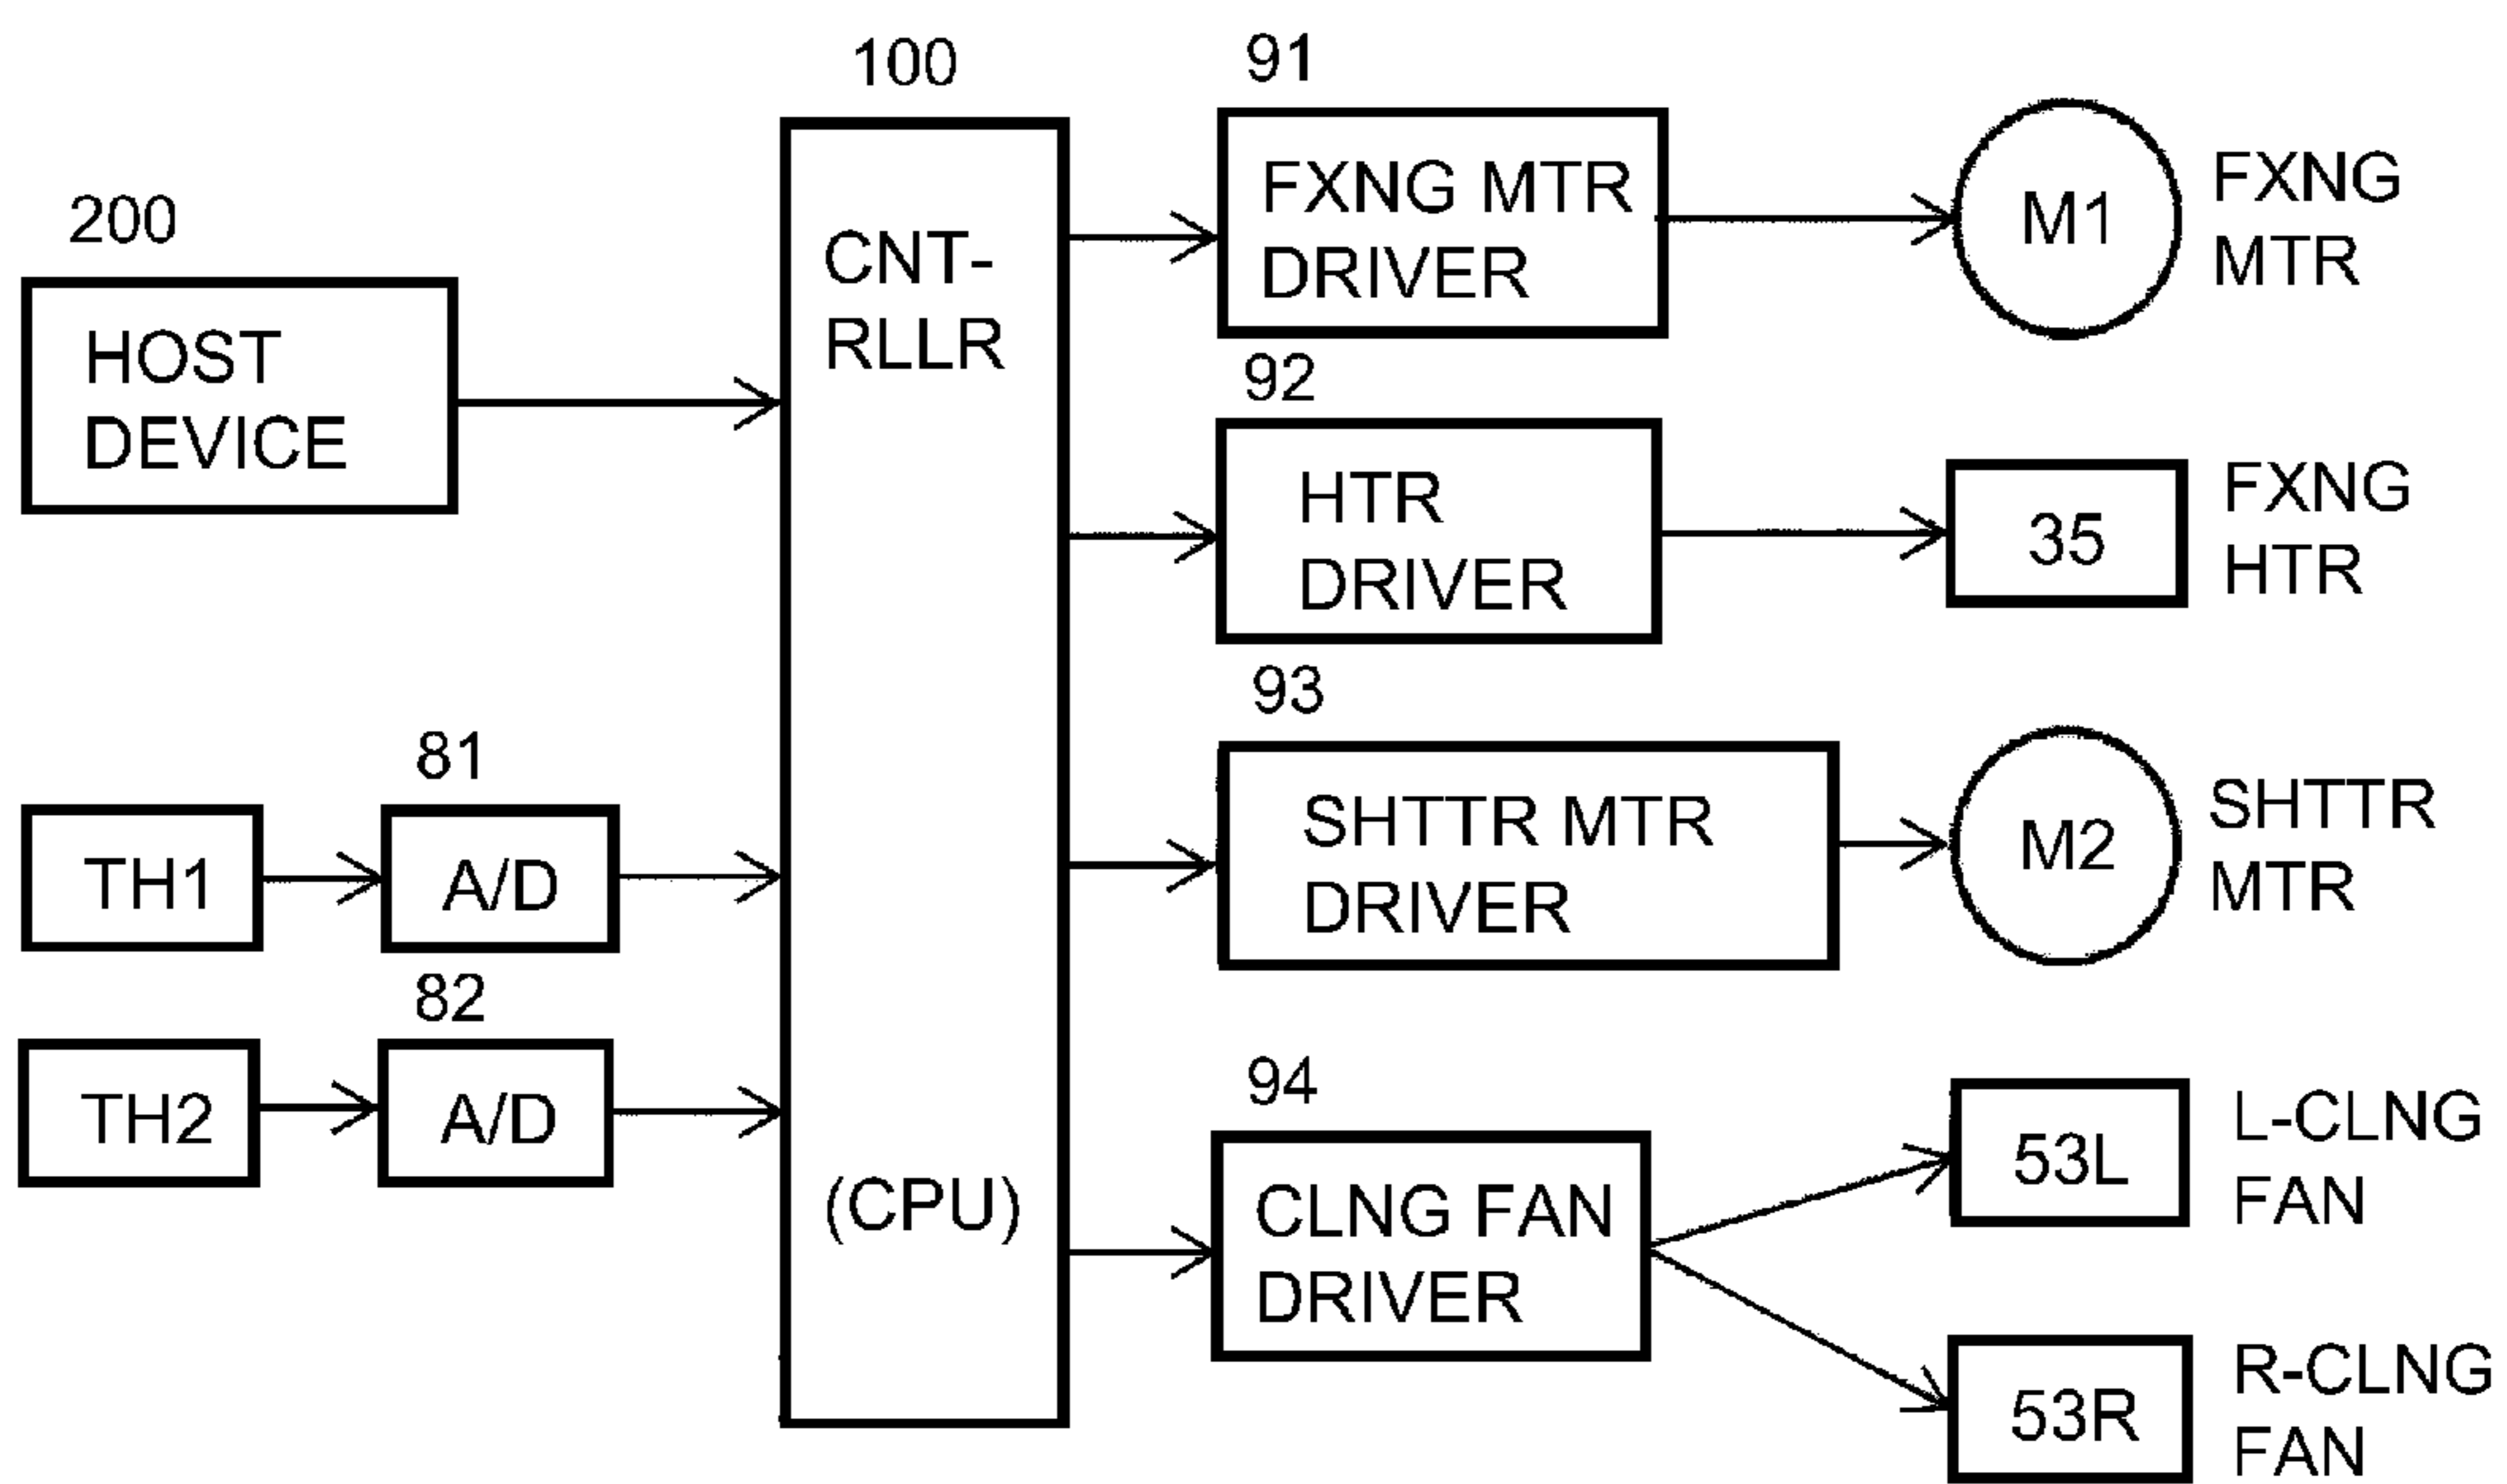 200
HOST
DEVICE
81
TH1
A/D
82
TH2
A/D
100
CNT-
RLLR
(CPU)
91
FXNG MTR
DRIVER
M1
FXNG
MTR
92
HTR
DRIVER
35
FXNG
HTR
93
SHTTR MTR
DRIVER
M2
SHTTR
MTR
94
CLNG FAN
DRIVER
53L
L-CLNG
FAN
53R
R-CLNG
FAN